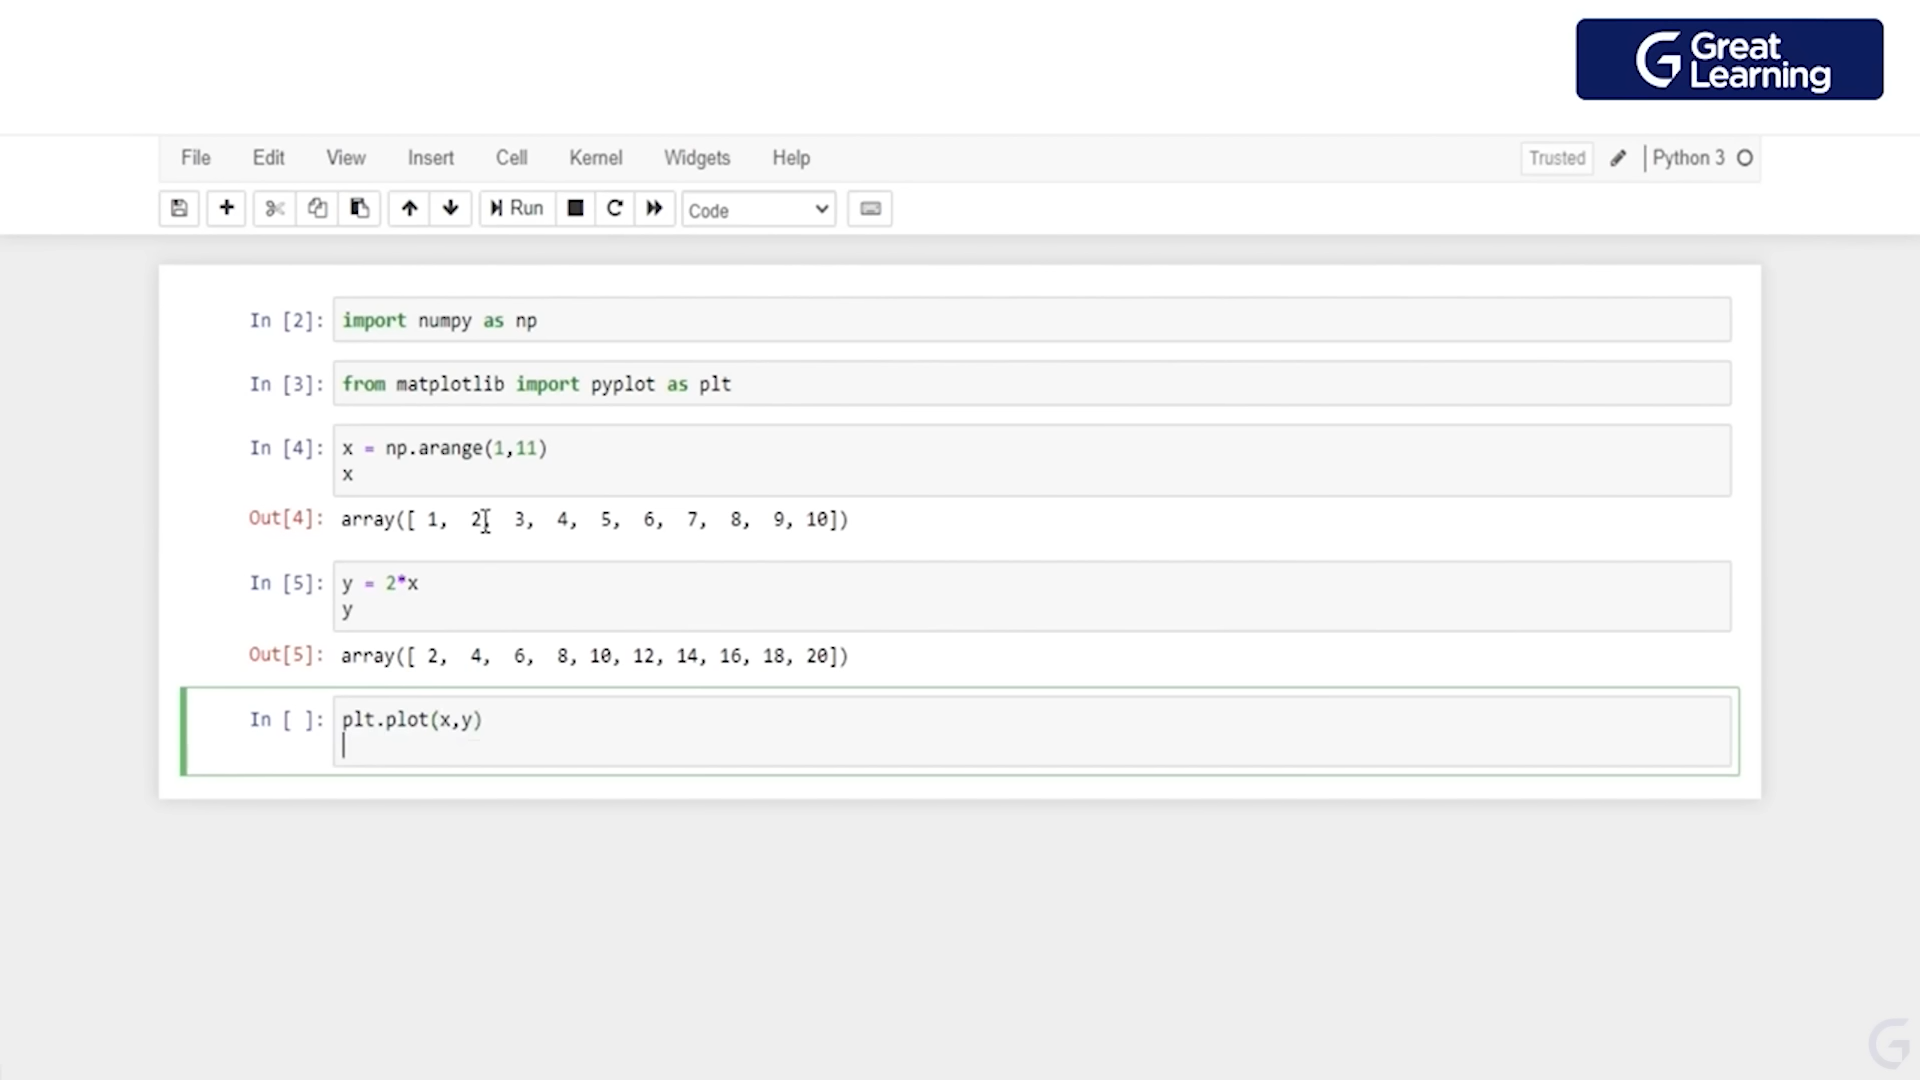 Great
Learning
File Edit View Insert Cell Kernel Widgets Help Trusted Python 3
Run Code
In [2]: import numpy as np
In [3]: from matplotlib import pyplot as plt
In [4]: x = np.arange(1,11)
x
Out[4]: array([ 1,  2,  3,  4,  5,  6,  7,  8,  9, 10])
In [5]: y = 2*x
y
Out[5]: array([ 2,  4,  6,  8, 10, 12, 14, 16, 18, 20])
In [ ]: plt.plot(x,y)